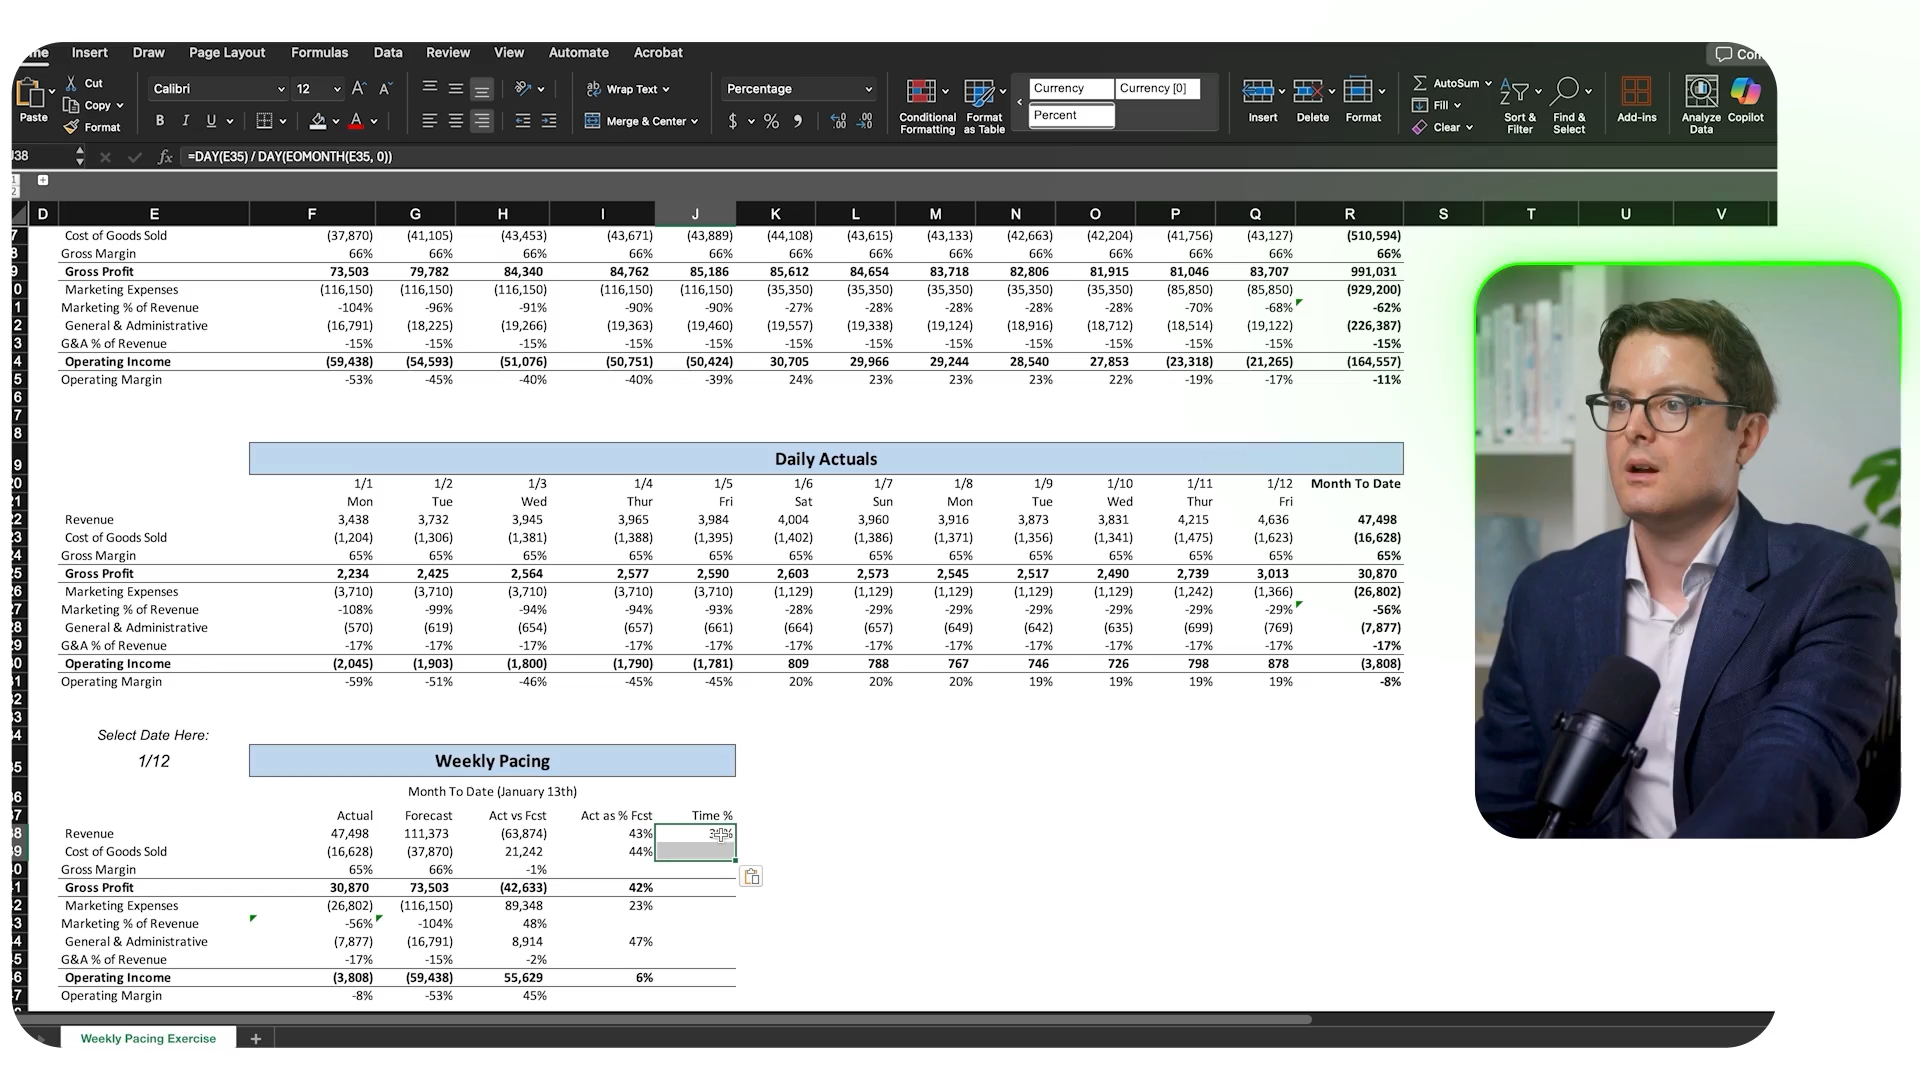 Insert Draw Page Layout Formulas Data Review View Automate Acrobat
Cut
Copy
Format
Paste
Calibri 12
B I U
Wrap Text
Merge & Center
Percentage
$ %
Conditional Formatting
Format as Table
Currency Currency [0]
Percent
Insert Delete Format
AutoSum
Fill
Clear
Sort & Filter
Find & Select
Add-ins
Analyze Data
Copilot
fx =DAY(E35) / DAY(EOMONTH(E35, 0))
D E F G H I J K L M N O P Q R S T U V
Cost of Goods Sold (37,870) (41,105) (43,453) (43,671) (43,889) (44,108) (43,615) (43,133) (42,663) (42,204) (41,756) (43,127) (510,594)
Gross Margin 66% 66% 66% 66% 66% 66% 66% 66% 66% 66% 66% 66% 66%
Gross Profit 73,503 79,782 84,340 84,762 85,186 85,612 84,654 83,718 82,806 81,915 81,046 83,707 991,031
Marketing Expenses (116,150) (116,150) (116,150) (116,150) (116,150) (35,350) (35,350) (35,350) (35,350) (35,350) (85,850) (85,850) (929,200)
Marketing % of Revenue -104% -96% -91% -90% -90% -27% -28% -28% -28% -28% -70% -68% -62%
General & Administrative (16,791) (18,225) (19,266) (19,363) (19,460) (19,557) (19,338) (19,124) (18,916) (18,712) (18,514) (19,122) (226,387)
G&A % of Revenue -15% -15% -15% -15% -15% -15% -15% -15% -15% -15% -15% -15% -15%
Operating Income (59,438) (54,593) (51,076) (50,751) (50,424) 30,705 29,966 29,244 28,540 27,853 (23,318) (21,265) (164,557)
Operating Margin -53% -45% -40% -40% -39% 24% 23% 23% 23% 22% -19% -17% -11%
Daily Actuals
1/1 1/2 1/3 1/4 1/5 1/6 1/7 1/8 1/9 1/10 1/11 1/12 Month To Date
Mon Tue Wed Thur Fri Sat Sun Mon Tue Wed Thur Fri
Revenue 3,438 3,732 3,945 3,965 3,984 4,004 3,960 3,916 3,873 3,831 4,215 4,636 47,498
Cost of Goods Sold (1,204) (1,306) (1,381) (1,388) (1,395) (1,402) (1,386) (1,371) (1,356) (1,341) (1,475) (1,623) (16,628)
Gross Margin 65% 65% 65% 65% 65% 65% 65% 65% 65% 65% 65% 65% 65%
Gross Profit 2,234 2,425 2,564 2,577 2,590 2,603 2,573 2,545 2,517 2,490 2,739 3,013 30,870
Marketing Expenses (3,710) (3,710) (3,710) (3,710) (3,710) (1,129) (1,129) (1,129) (1,129) (1,129) (1,242) (1,366) (26,802)
Marketing % of Revenue -108% -99% -94% -94% -93% -28% -29% -29% -29% -29% -29% -29% -56%
General & Administrative (570) (619) (654) (657) (661) (664) (657) (649) (642) (635) (699) (769) (7,877)
G&A % of Revenue -17% -17% -17% -17% -17% -17% -17% -17% -17% -17% -17% -17% -17%
Operating Income (2,045) (1,903) (1,800) (1,790) (1,781) 809 788 767 746 726 798 878 (3,808)
Operating Margin -59% -51% -46% -45% -45% 20% 20% 20% 19% 19% 19% 19% -8%
Select Date Here:
1/12
Weekly Pacing
Month To Date (January 13th)
Actual Forecast Act vs Fcst Act as % Fcst Time %
Revenue 47,498 111,373 (63,874) 43%
Cost of Goods Sold (16,628) (37,870) 21,242 44%
Gross Margin 65% 66% -1%
Gross Profit 30,870 73,503 (42,633) 42%
Marketing Expenses (26,802) (116,150) 89,348 23%
Marketing % of Revenue -56% -104% 48%
General & Administrative (7,877) (16,791) 8,914 47%
G&A % of Revenue -17% -15% -2%
Operating Income (3,808) (59,438) 55,629 6%
Operating Margin -8% -53% 45%
Weekly Pacing Exercise